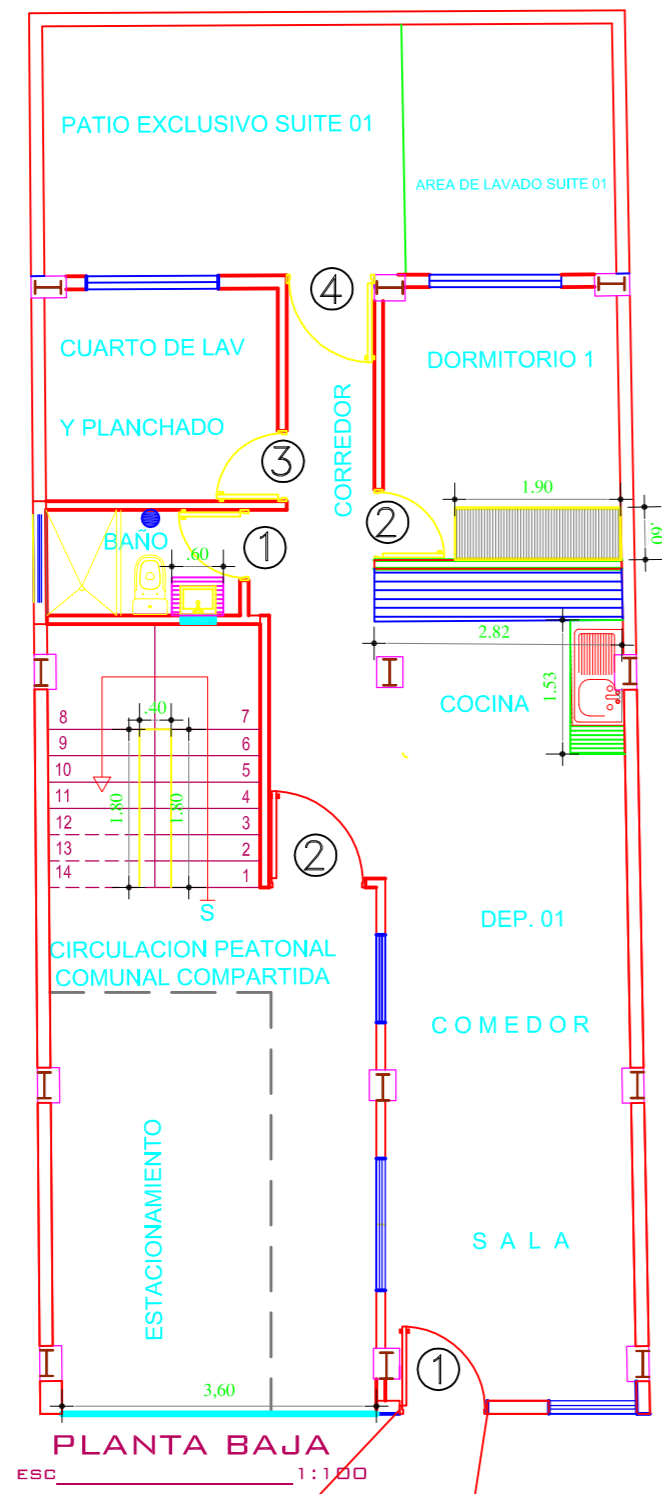 PATIO EXCLUSIVO SUITE 01
AREA DE LAVADO SUITE 01
4
CUARTO DE LAV
Y PLANCHADO
DORMITORIO 1
CORREDOR
3
1.90
2
.60
BAÑO
1
.60
2.82
1.53
COCINA
.40
8
7
9
6
10
5
11
4
12
3
13
2
14
1
1.80
1.80
2
S
DEP. 01
CIRCULACION PEATONAL
COMUNAL COMPARTIDA
COMEDOR
ESTACIONAMIENTO
SALA
1
3,60
PLANTA BAJA
ESC 1:100